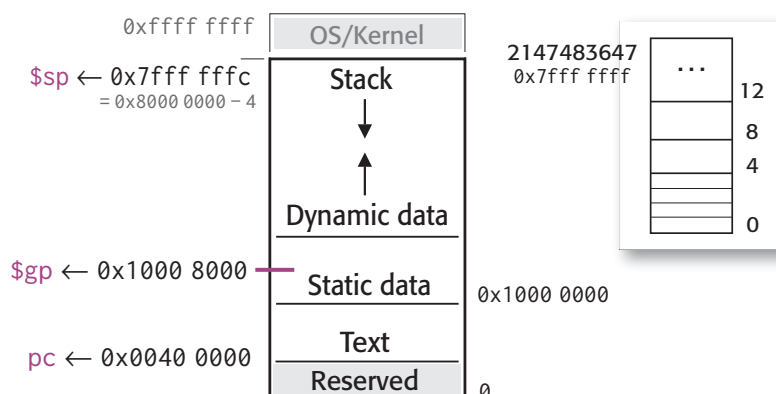 0xffff ffff
OS/Kernel
$sp ← 0x7fff fffc
= 0x8000 0000 – 4
Stack
2147483647
0x7fff ffff
...
12
8
4
0
Dynamic data
$gp ← 0x1000 8000
Static data
0x1000 0000
Text
pc ← 0x0040 0000
Reserved
0